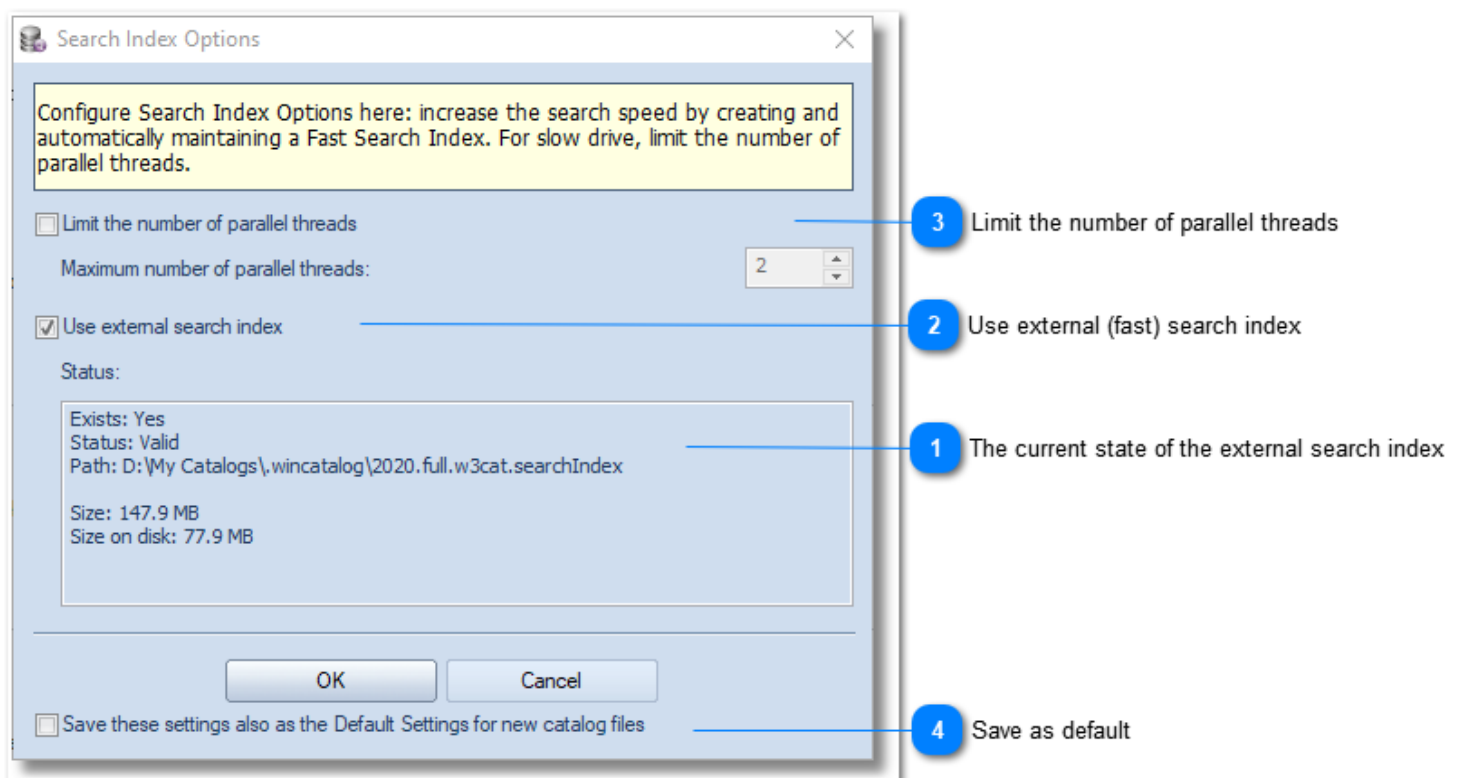 Search Index Options
Configure Search Index Options here: increase the search speed by creating and
automatically maintaining a Fast Search Index. For slow drive, limit the number of
parallel threads.
Limit the number of parallel threads
3 Limit the number of parallel threads
Maximum number of parallel threads: 2
Use external search index
2 Use external (fast) search index
Status:
Exists: Yes
Status: Valid
Path: D:\My Catalogs\.wincatalog\2020.full.w3cat.searchIndex
1 The current state of the external search index
Size: 147.9 MB
Size on disk: 77.9 MB
OK Cancel
Save these settings also as the Default Settings for new catalog files
4 Save as default